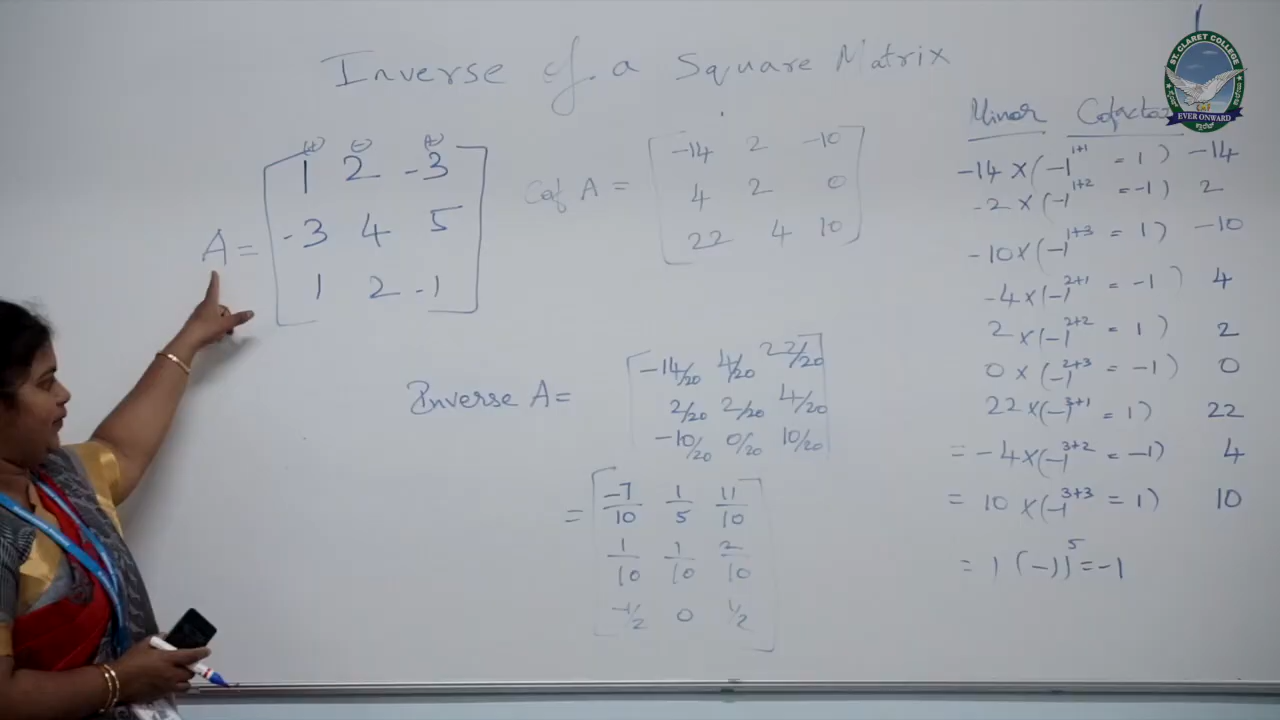 Inverse of a Square Matrix
A =
(+) (-) (+)
1 2 -3
-3 4 5
1 2 -1
Cof A =
-14 2 -10
4 2 0
22 4 10
Inverse A =
-14/20 4/20 22/20
2/20 2/20 4/20
-10/20 0/20 10/20
=
-7/10 1/5 11/10
1/10 1/10 2/10
-1/2 0 1/2
Minor Cofactor
-14 × (-1^1+1 = 1) -14
-2 × (-1^1+2 = -1) 2
-10 × (-1^1+3 = 1) -10
-4 × (-1^2+1 = -1) 4
2 × (-1^2+2 = 1) 2
0 × (-1^2+3 = -1) 0
22 × (-1^3+1 = 1) 22
= -4 × (-1^3+2 = -1) 4
= 10 × (-1^3+3 = 1) 10
= 1 (-1)^5 = -1
ST. CLARET COLLEGE
EVER ONWARD